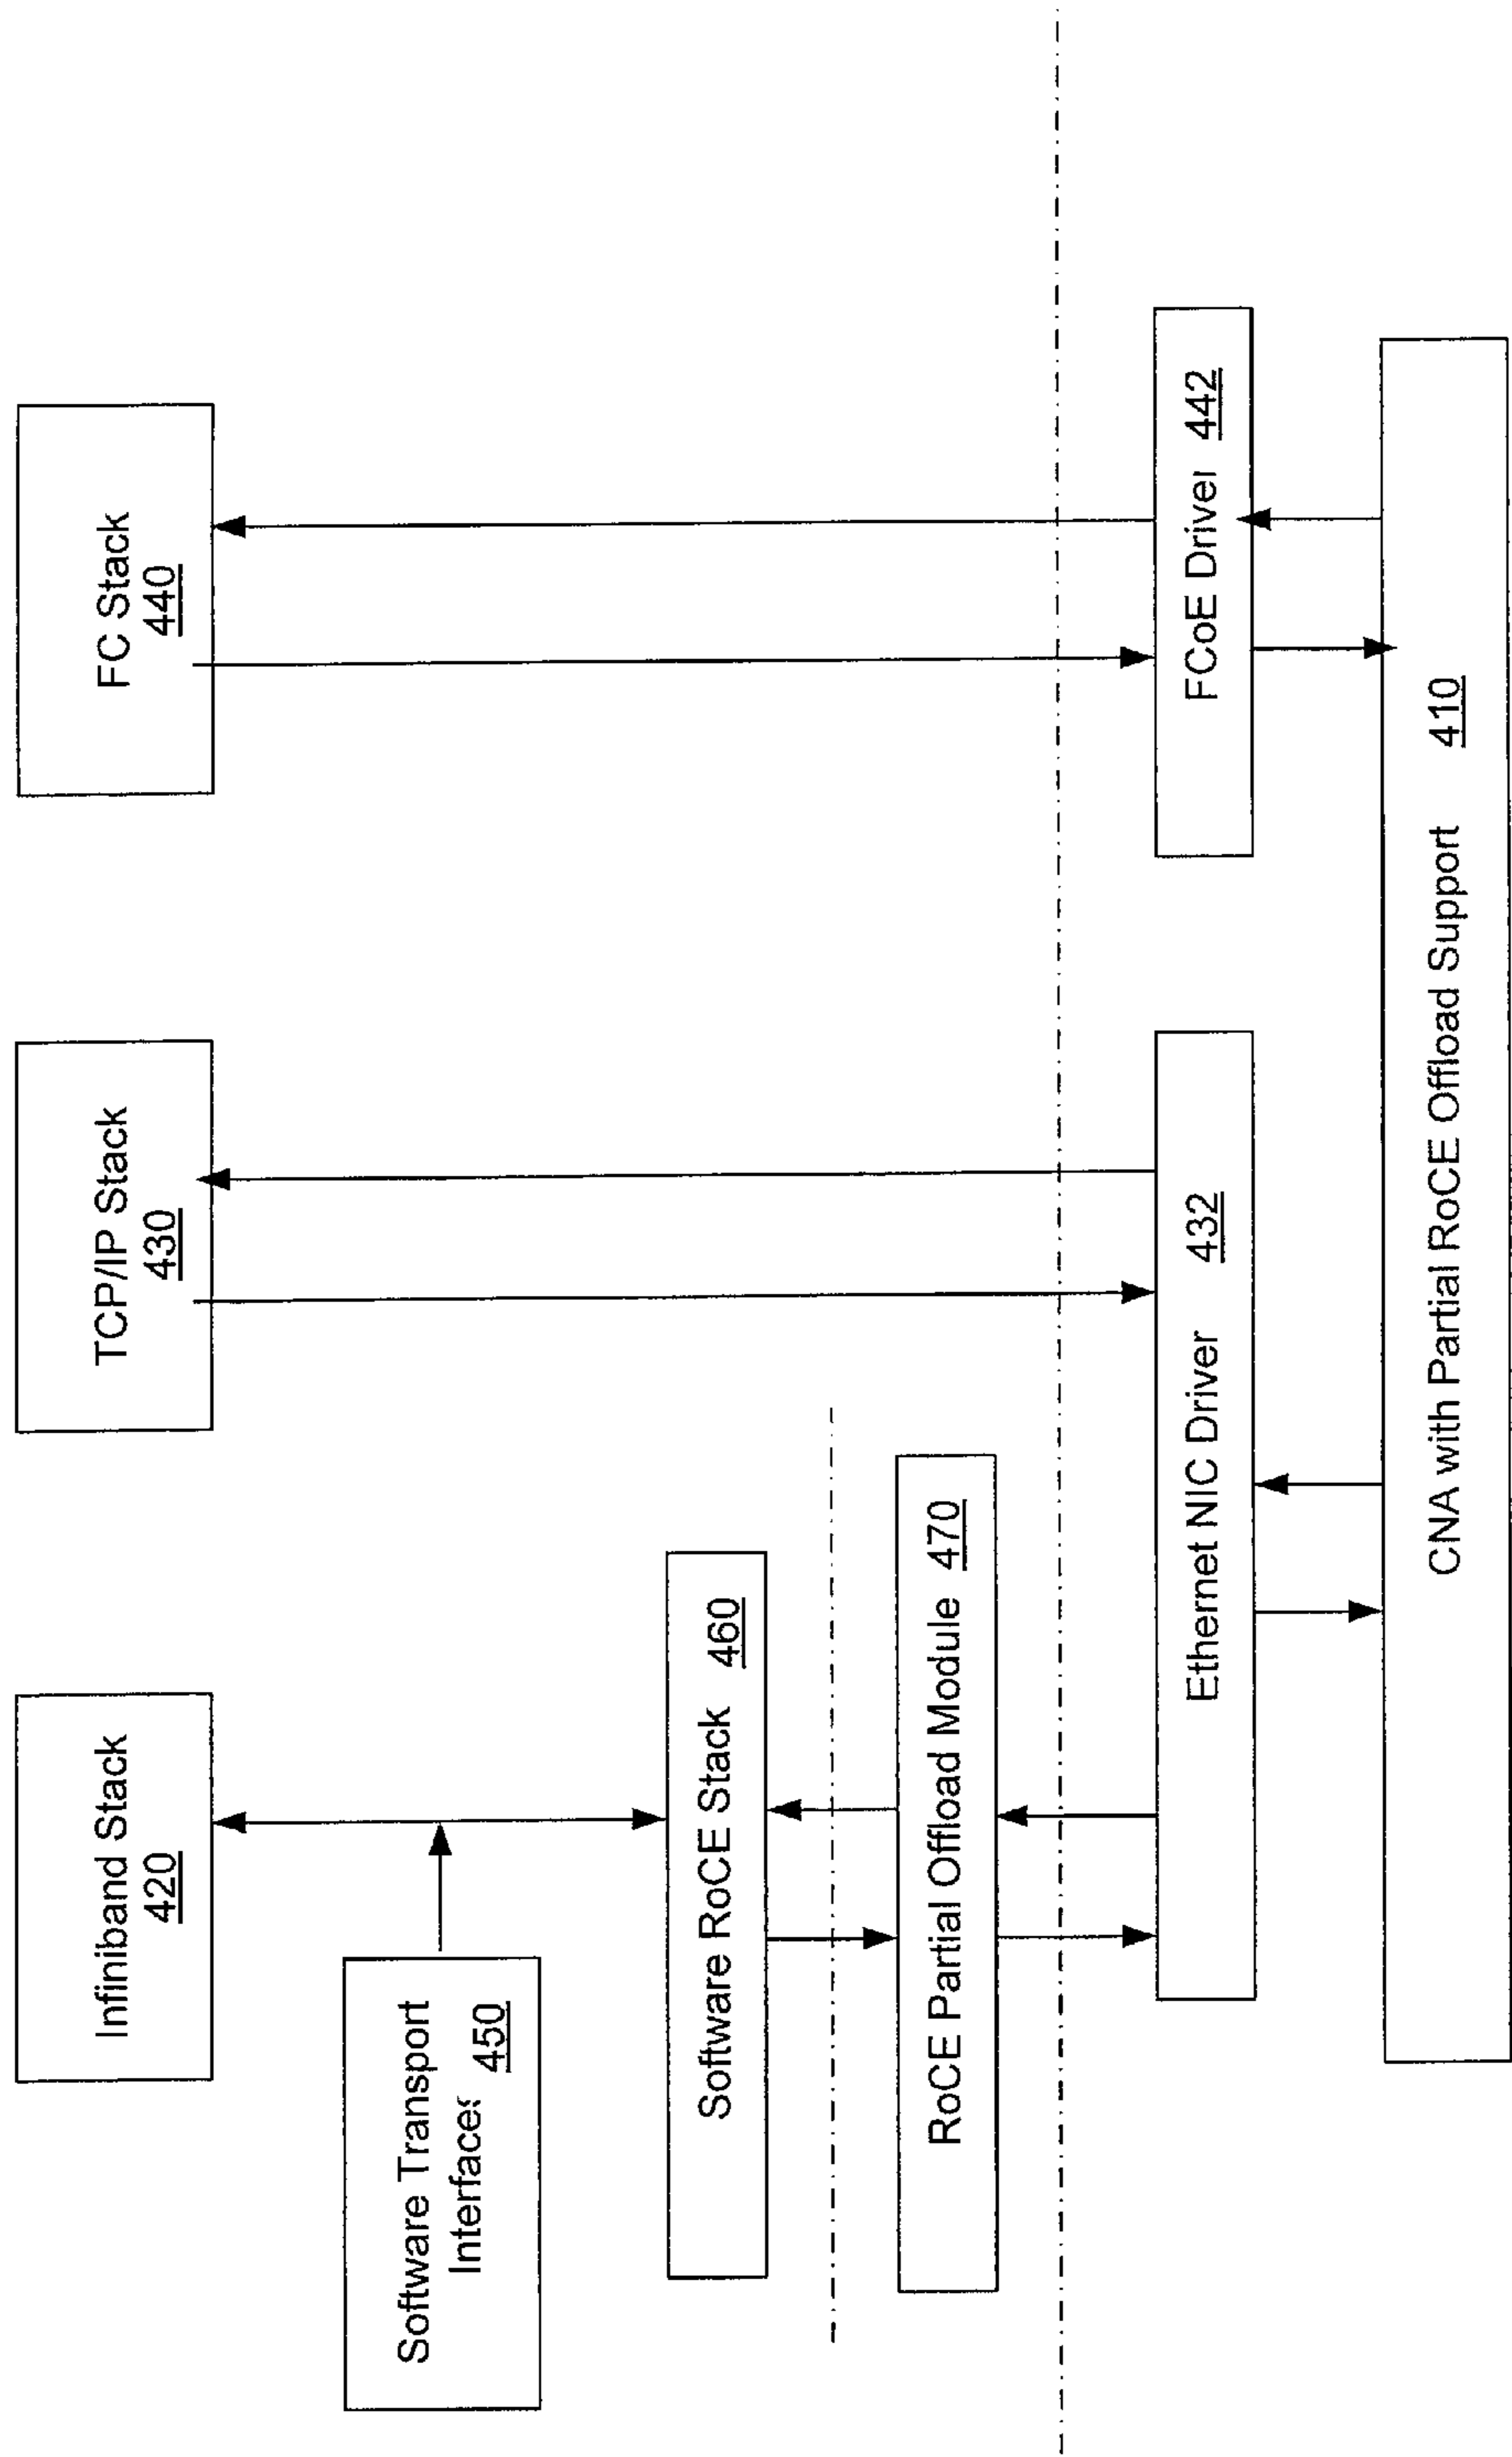 Infiniband Stack
420
TCP/IP Stack
430
FC Stack
440
Software Transport
Interfaces 450
Software RoCE Stack 460
RoCE Partial Offload Module 470
Ethernet NIC Driver 432
FCoE Driver 442
CNA with Partial RoCE Offload Support 410